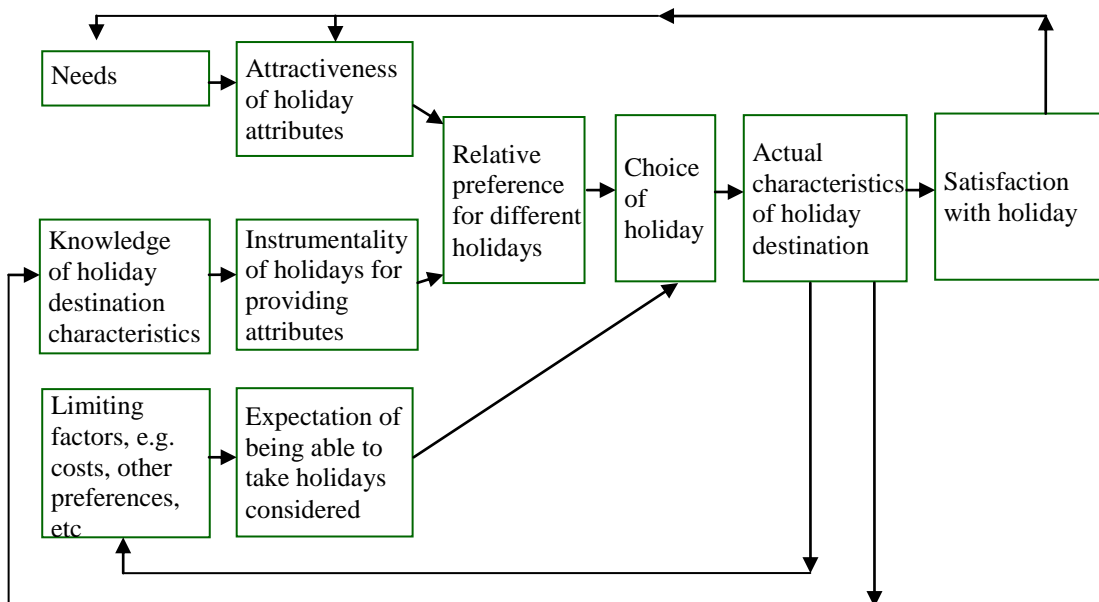 Needs
Attractiveness
of holiday
attributes
Relative
preference
for different
holidays
Choice
of
holiday
Actual
characteristics
of holiday
destination
Satisfaction
with holiday
Knowledge
of holiday
destination
characteristics
Instrumentality
of holidays for
providing
attributes
Limiting
factors, e.g.
costs, other
preferences,
etc
Expectation of
being able to
take holidays
considered